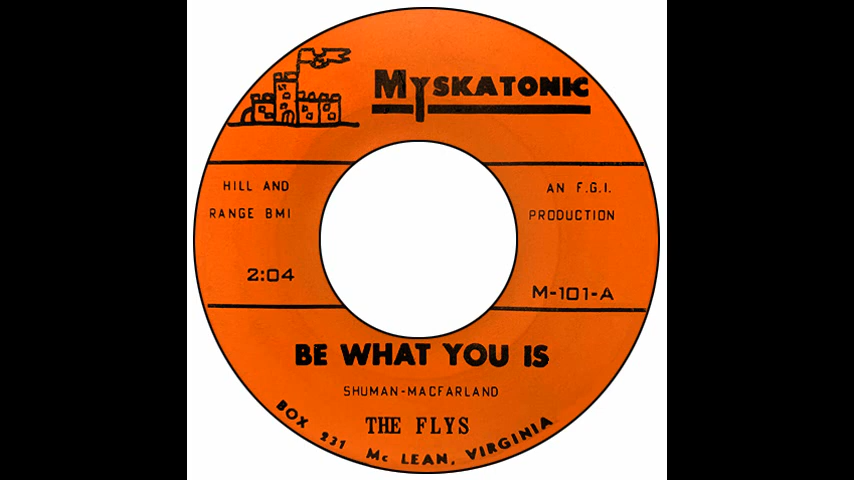 MYSKATONIC
HILL AND
RANGE BMI
AN F.G.I.
PRODUCTION
2:04
M-101-A
BE WHAT YOU IS
SHUMAN-MACFARLAND
THE FLYS
BOX 231 Mc LEAN, VIRGINIA